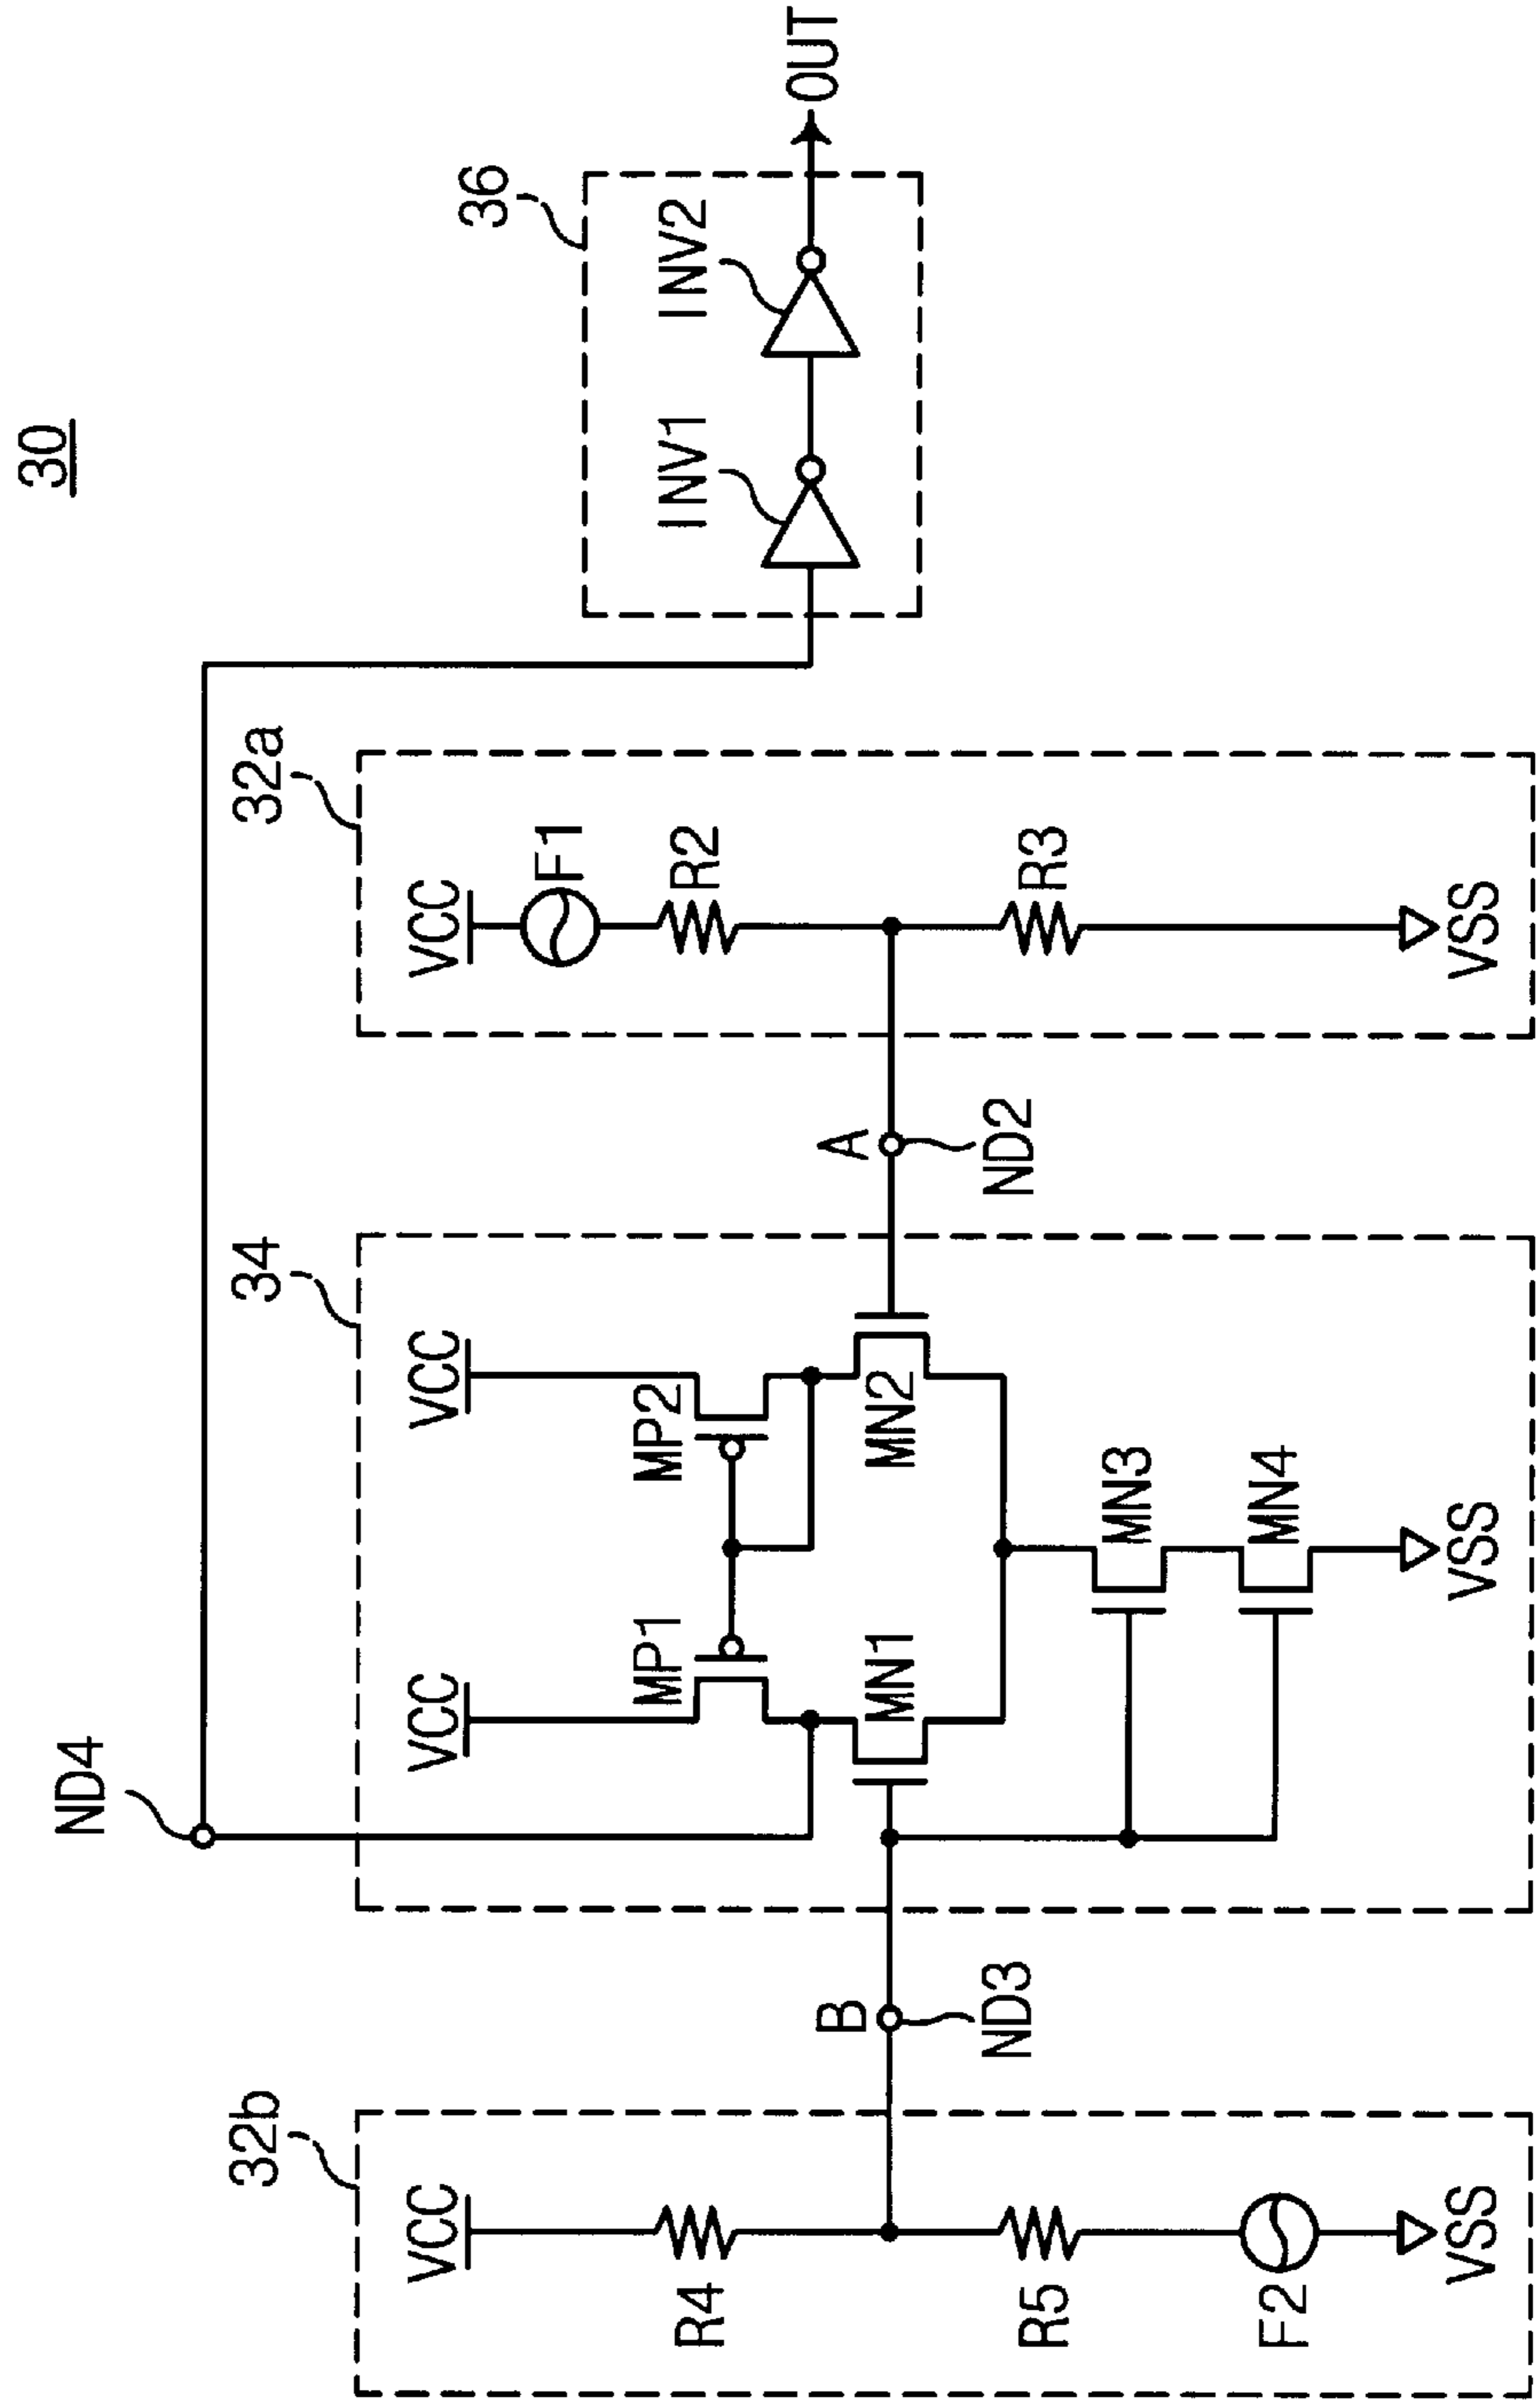 30
ND4
32b
VCC
R4
R5
F2
VSS
B
ND3
34
VCC
MP1
VCC
MP2
MN1
MN2
MN3
MN4
VSS
A
ND2
32a
VCC
F1
R2
R3
VSS
36
INV1
INV2
OUT